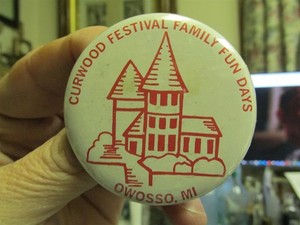 CURWOOD FESTIVAL FAMILY FUN DAYS
OWOSSO, MI